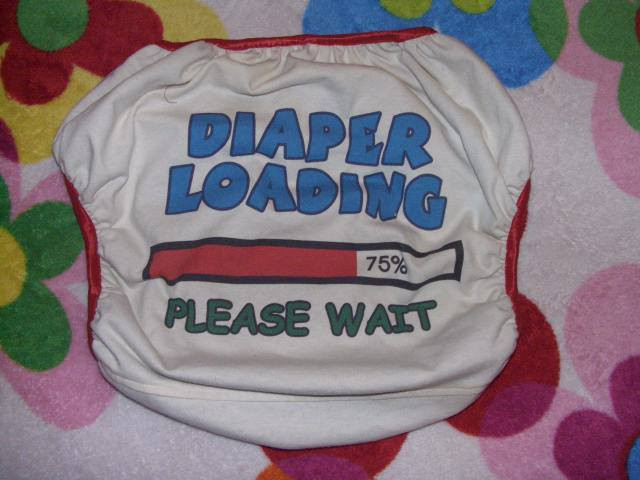 DIAPER
LOADING
75%
PLEASE WAIT